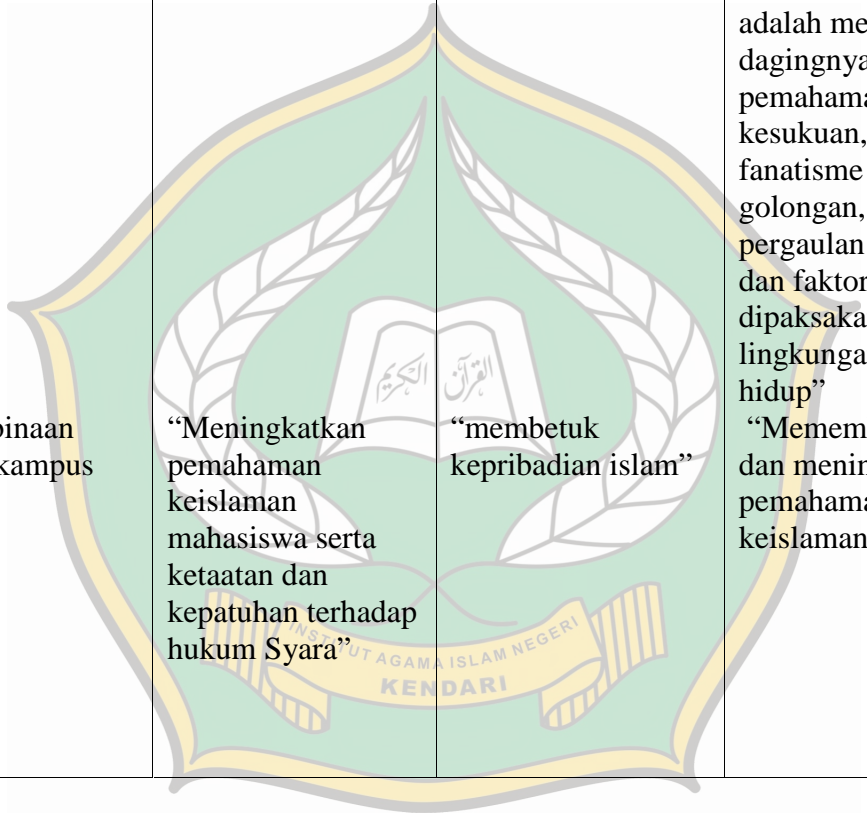 adalah me
dagingnya
pemahama
kesukuan,
fanatisme
golongan,
pergaulan
dan faktor
dipaksaka
lingkunga
hidup”
binaan
kampus
“Meningkatkan
pemahaman
keislaman
mahasiswa serta
ketaatan dan
kepatuhan terhadap
hukum Syara”
“membetuk
kepribadian islam”
“Memem
dan menin
pemahama
keislaman
القرآن الكريم
INSTITUT AGAMA ISLAM NEGERI
KENDARI